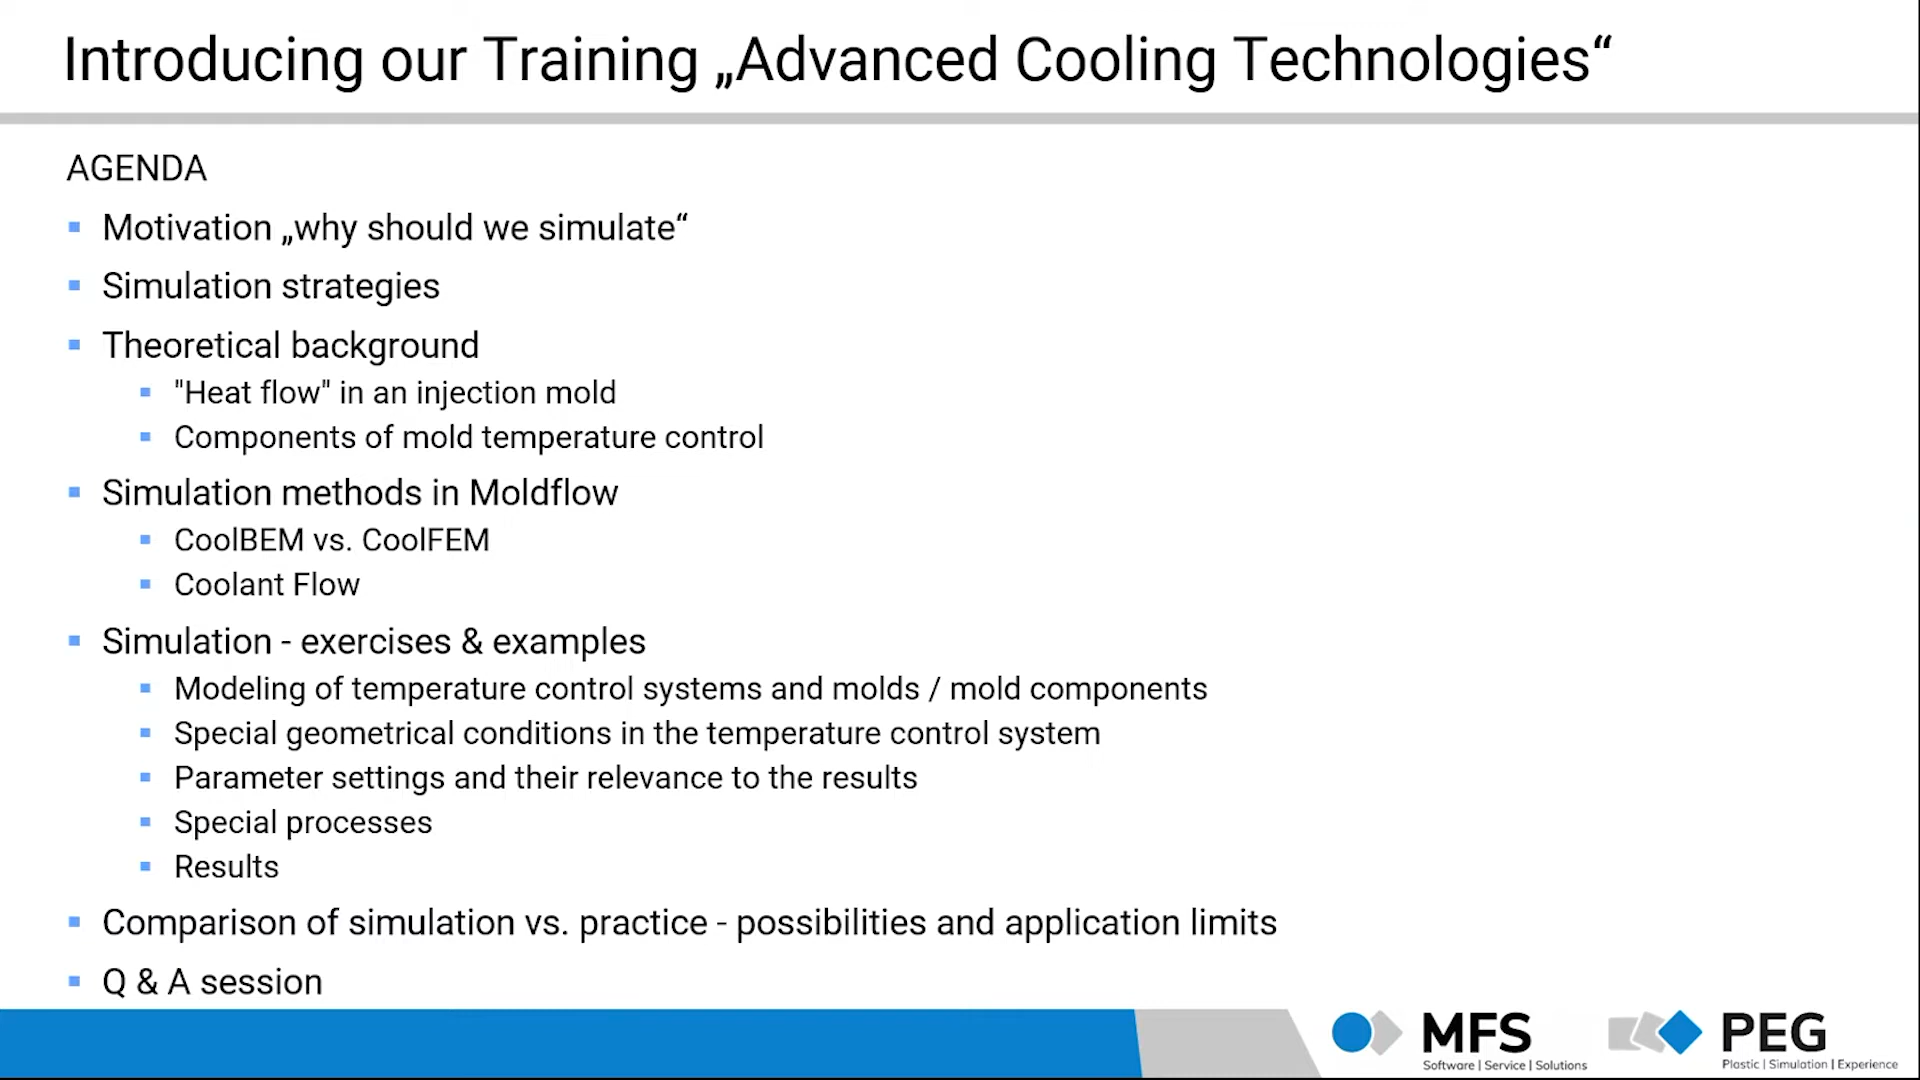 Introducing our Training „Advanced Cooling Technologies“
AGENDA
Motivation „why should we simulate“
Simulation strategies
Theoretical background
"Heat flow" in an injection mold
Components of mold temperature control
Simulation methods in Moldflow
CoolBEM vs. CoolFEM
Coolant Flow
Simulation - exercises & examples
Modeling of temperature control systems and molds / mold components
Special geometrical conditions in the temperature control system
Parameter settings and their relevance to the results
Special processes
Results
Comparison of simulation vs. practice - possibilities and application limits
Q & A session
MFS
Software | Service | Solutions
PEG
Plastic | Simulation | Experience